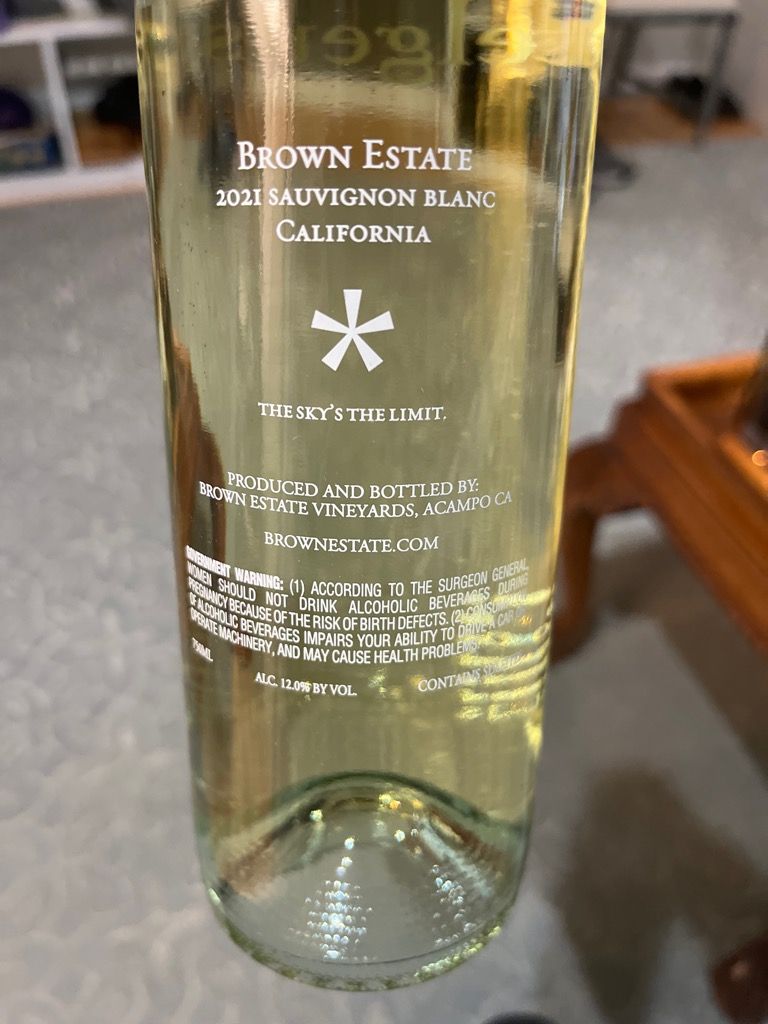 BROWN ESTATE
2021 SAUVIGNON BLANC
CALIFORNIA
THE SKY'S THE LIMIT.
PRODUCED AND BOTTLED BY:
BROWN ESTATE VINEYARDS, ACAMPO CA
BROWNESTATE.COM
GOVERNMENT WARNING: (1) ACCORDING TO THE SURGEON GENERAL,
WOMEN SHOULD NOT DRINK ALCOHOLIC BEVERAGES DURING
PREGNANCY BECAUSE OF THE RISK OF BIRTH DEFECTS. (2)
OF ALCOHOLIC BEVERAGES IMPAIRS YOUR ABILITY TO DRIVE A CAR
OPERATE MACHINERY, AND MAY CAUSE HEALTH PROBLEMS.
750ML
ALC. 12.0% BY VOL.
CONTAINS